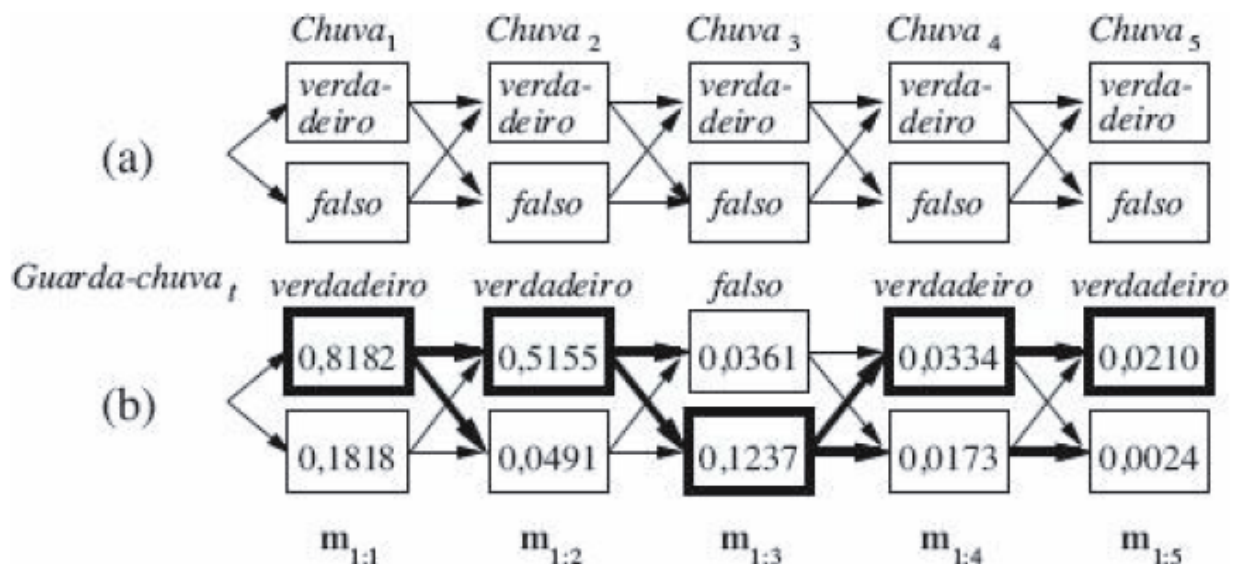 Chuva₁ Chuva₂ Chuva₃ Chuva₄ Chuva₅
verda- verda- verda- verda- verda-
deiro deiro deiro deiro deiro
(a)
falso falso falso falso falso
Guarda-chuvaₜ verdadeiro verdadeiro falso verdadeiro verdadeiro
0,8182 0,5155 0,0361 0,0334 0,0210
(b)
0,1818 0,0491 0,1237 0,0173 0,0024
m₁:₁ m₁:₂ m₁:₃ m₁:₄ m₁:₅